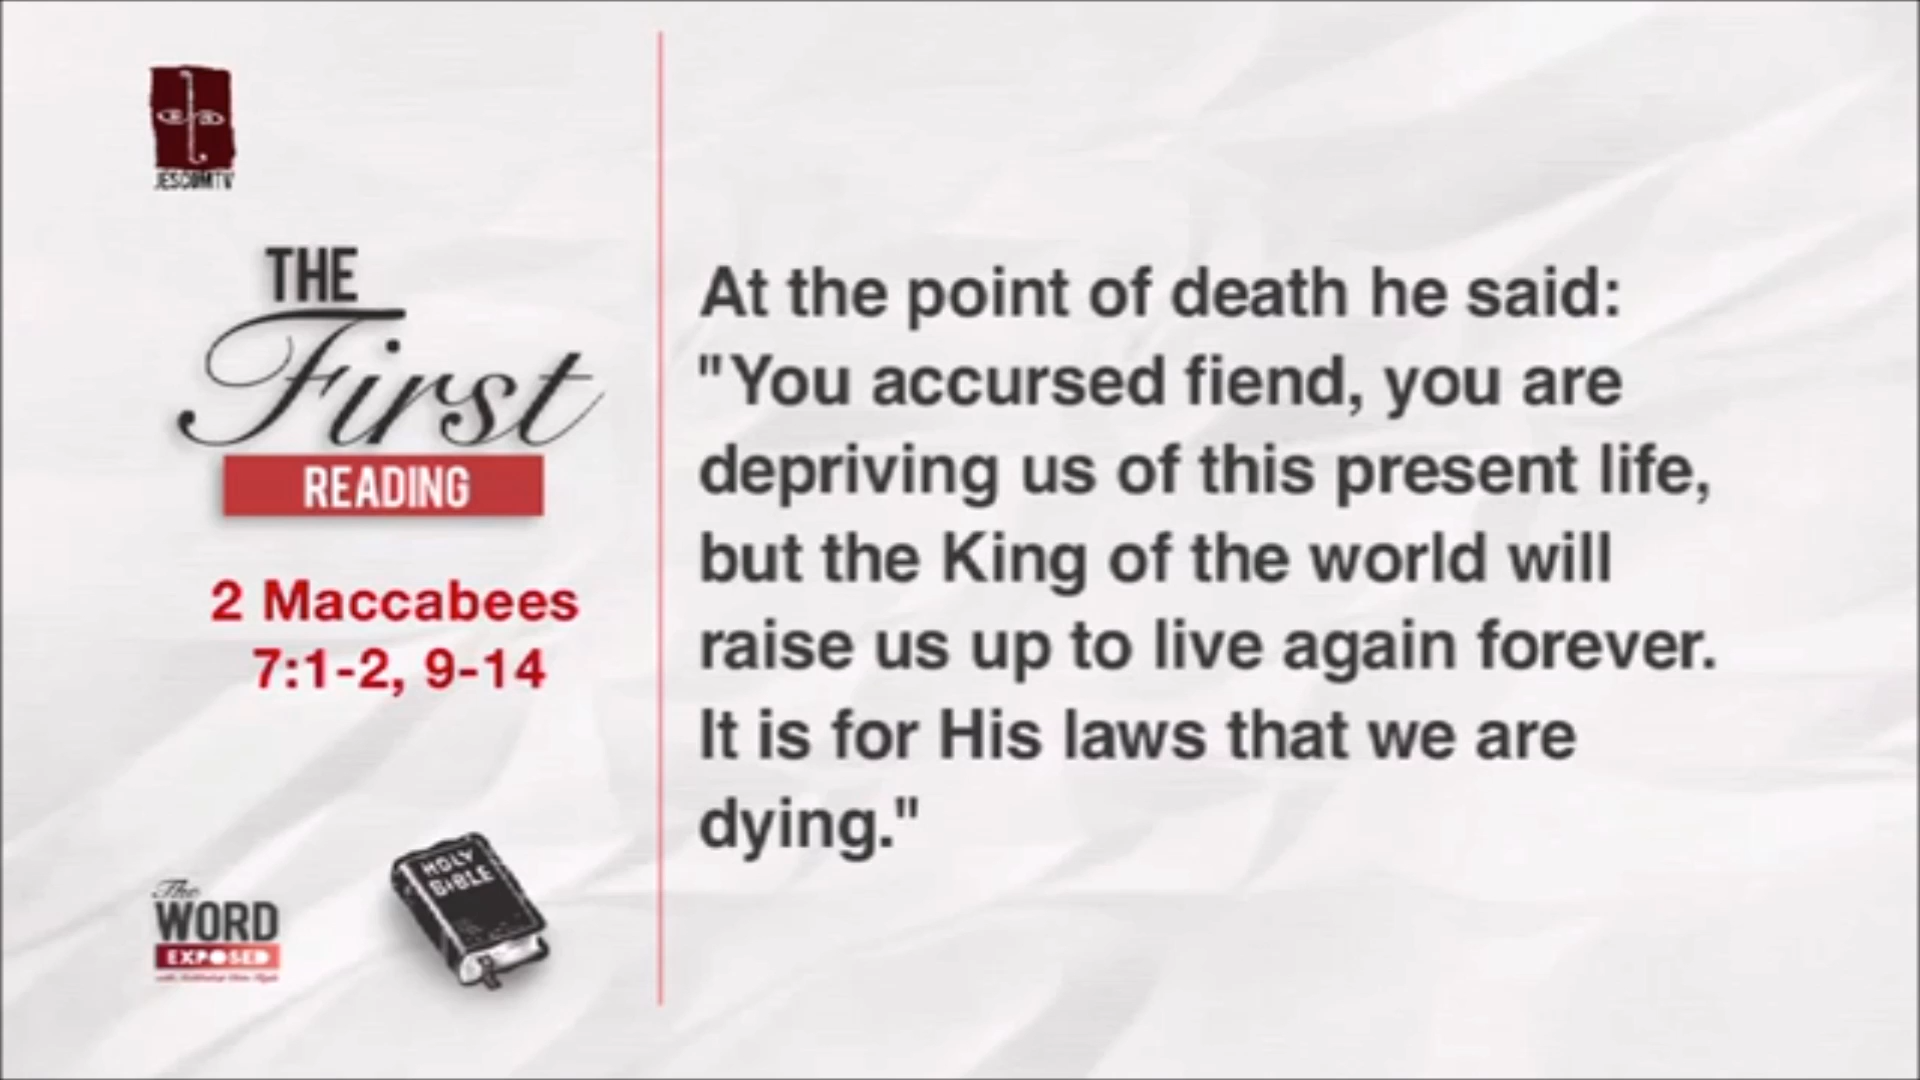 JESCOMTV
THE
First
READING
2 Maccabees
7:1-2, 9-14
The
WORD
EXPOSED
HOLY
BIBLE
At the point of death he said:
"You accursed fiend, you are
depriving us of this present life,
but the King of the world will
raise us up to live again forever.
It is for His laws that we are
dying."